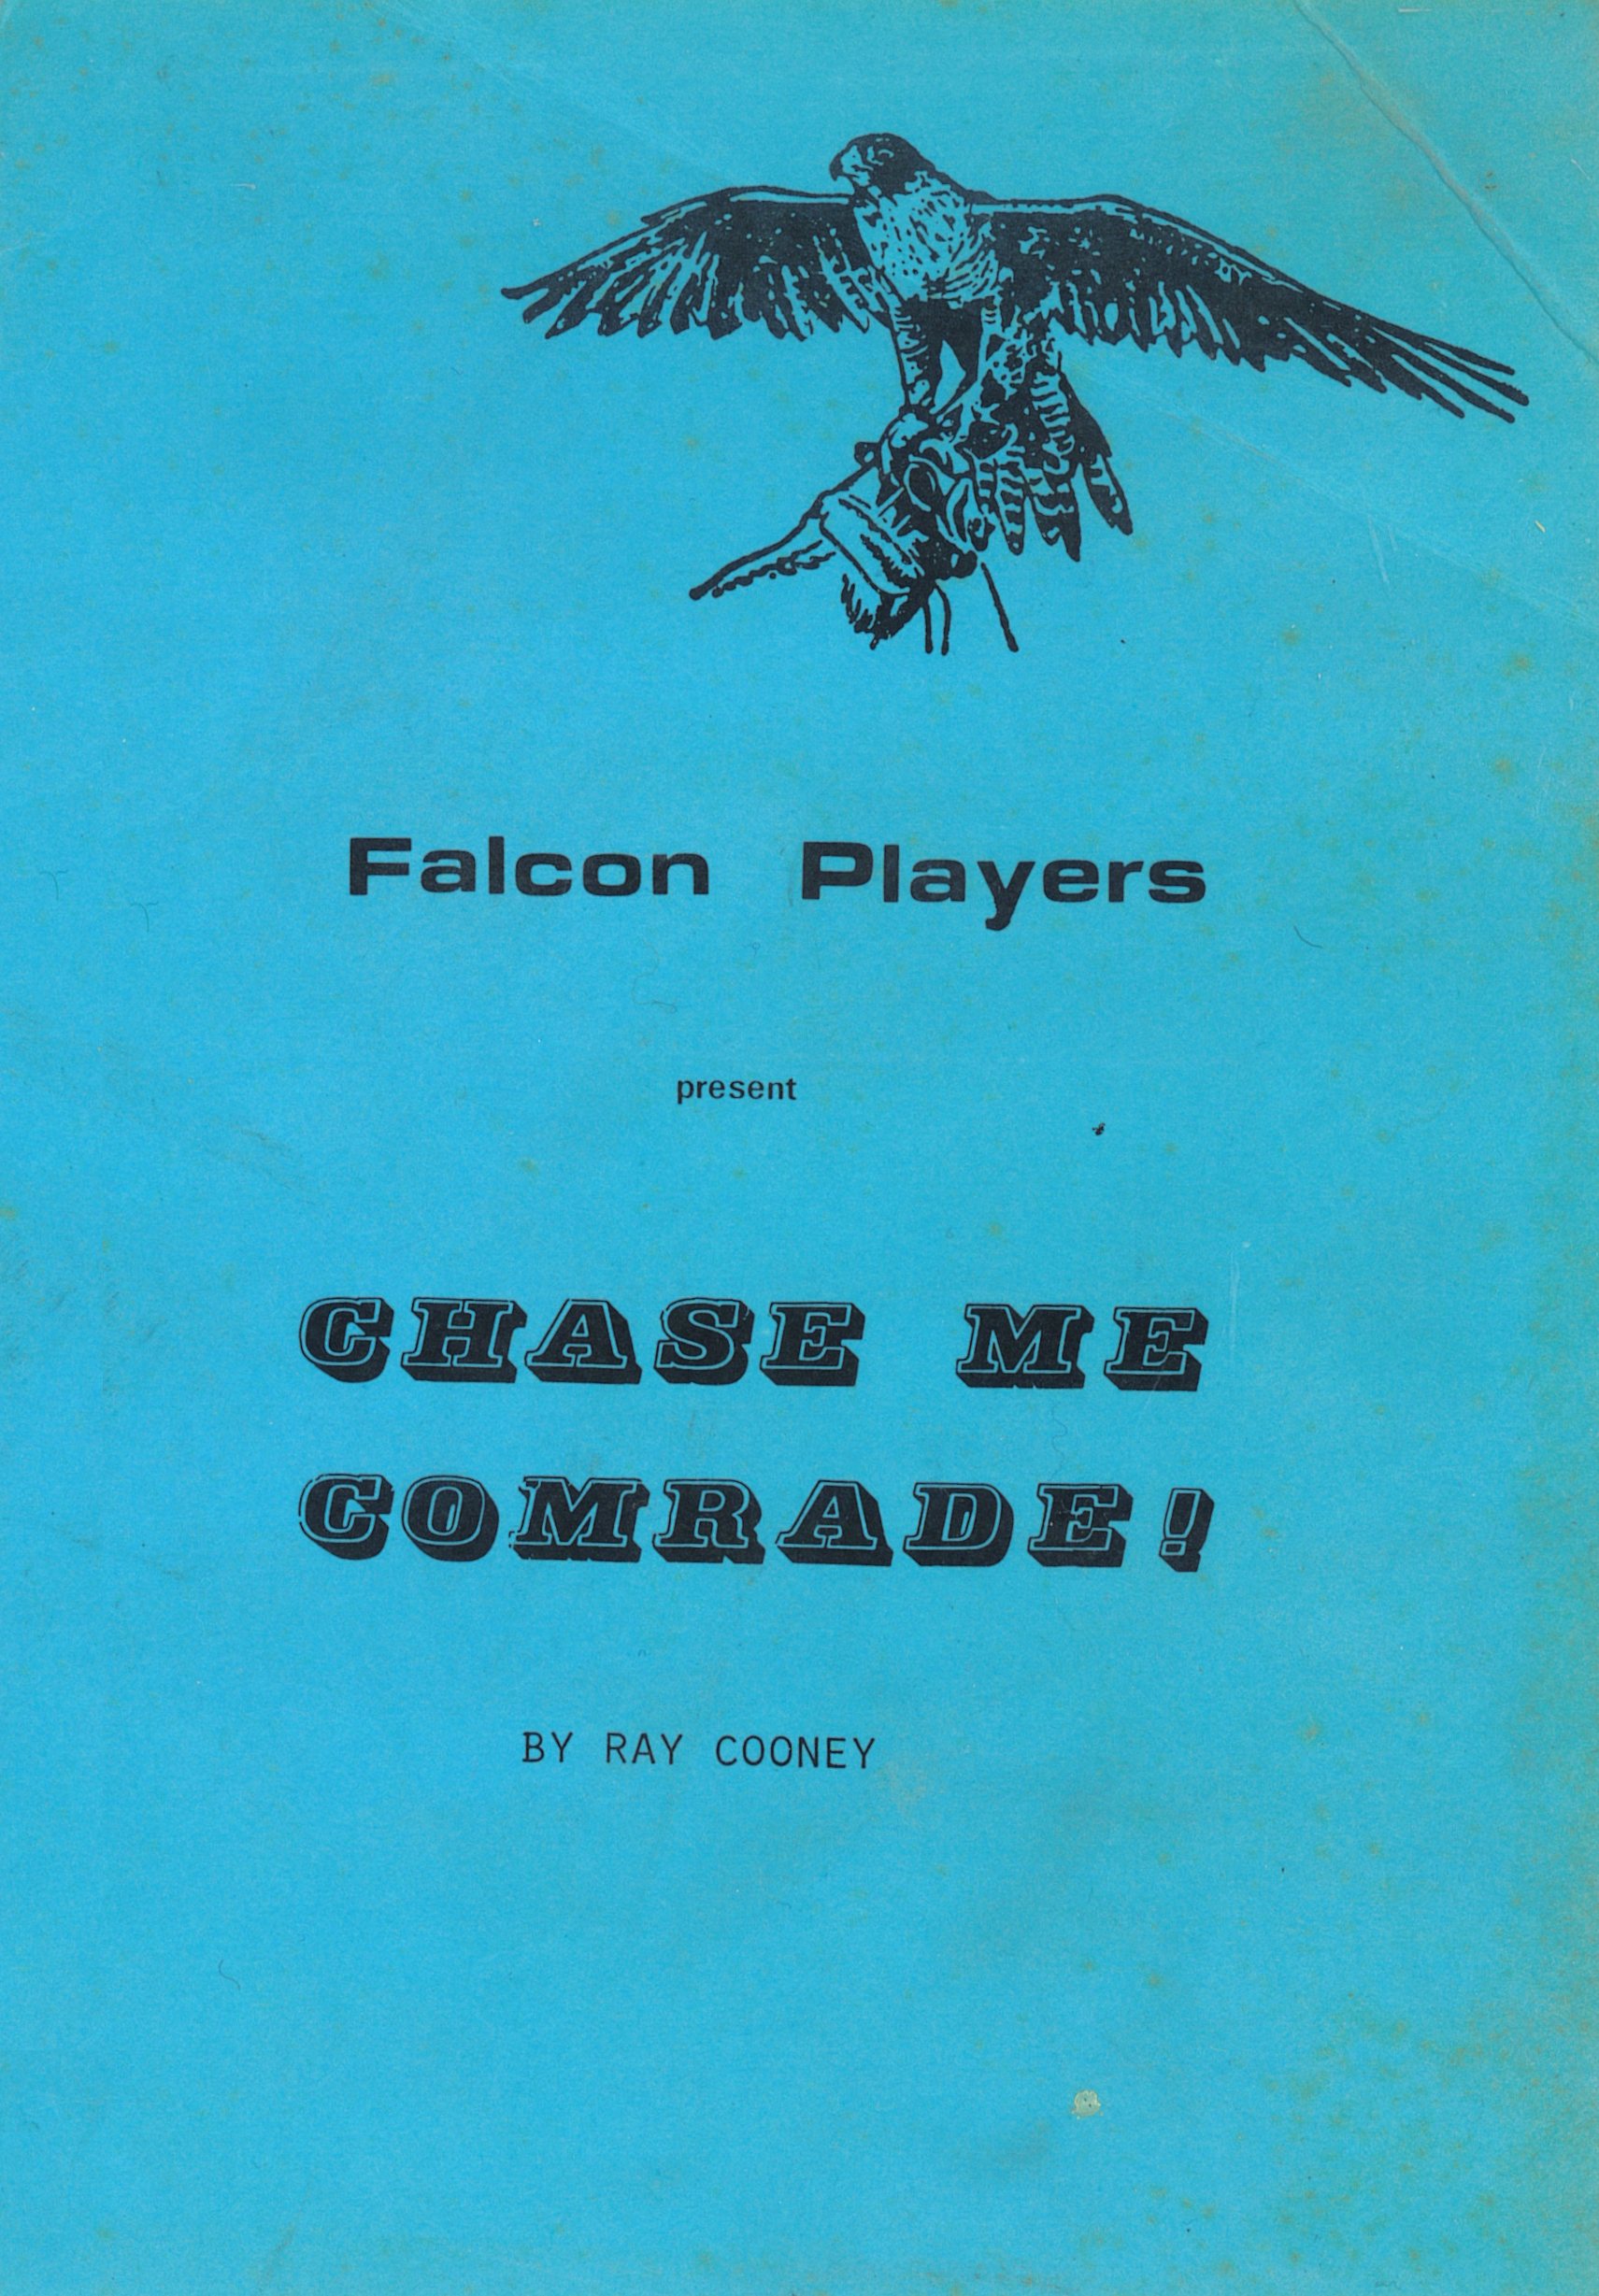 Falcon Players
present
CHASE ME
COMRADE!
BY RAY COONEY